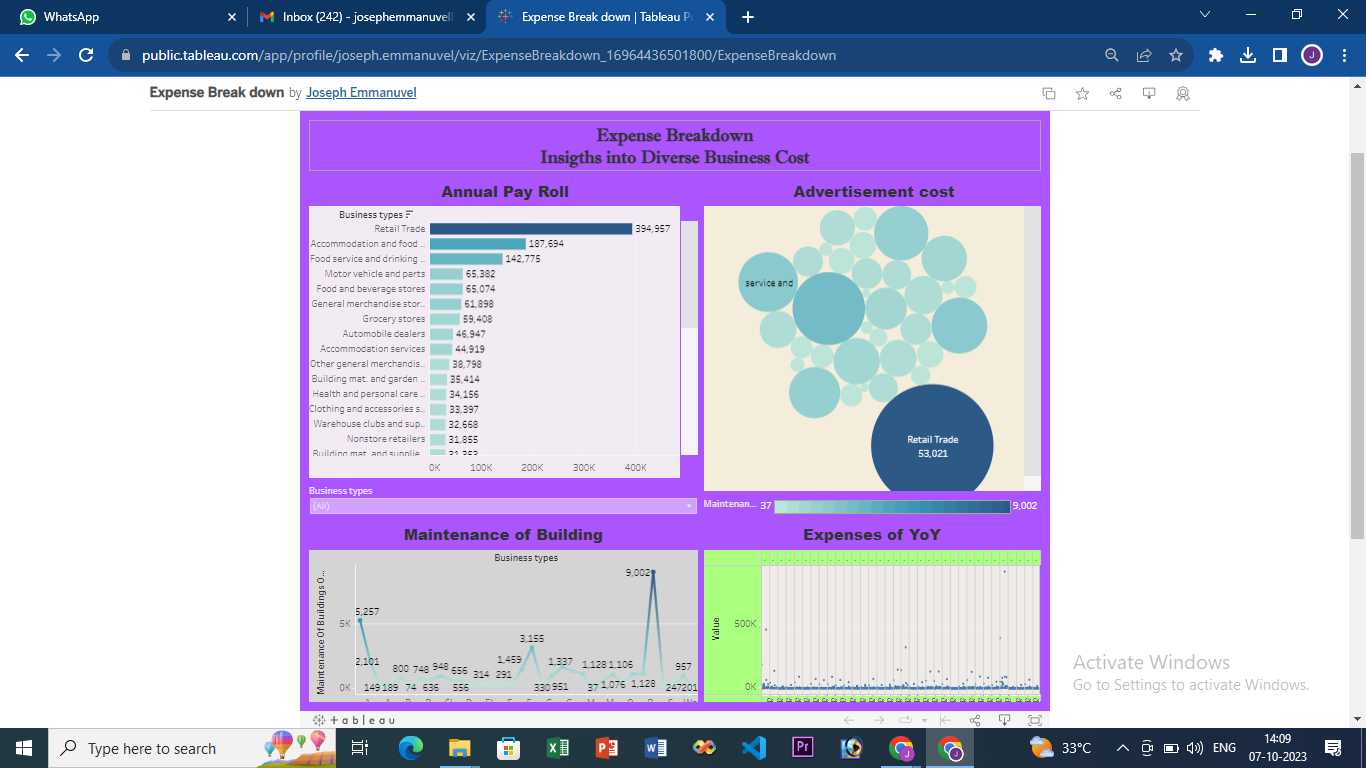 WhatsApp
Inbox (242) - josephemmanuvel
Expense Break down | Tableau P
public.tableau.com/app/profile/joseph.emmanuvel/viz/ExpenseBreakdown_16964436501800/ExpenseBreakdown
J
Expense Break down by Joseph Emmanuvel
Expense Breakdown
Insigths into Diverse Business Cost
Annual Pay Roll
Business types
Retail Trade 394,957
Accommodation and food .. 187,694
Food service and drinking .. 142,775
Motor vehicle and parts 65,382
Food and beverage stores 65,074
General merchandise stor.. 61,898
Grocery stores 59,408
Automobile dealers 46,947
Accommodation services 44,919
Other general merchandis.. 38,798
Building mat. and garden .. 35,414
Health and personal care .. 34,156
Clothing and accessories s.. 33,397
Warehouse clubs and sup.. 32,668
Nonstore retailers 31,855
Building mat. and supplie..
0K 100K 200K 300K 400K
Business types
(All)
Advertisement cost
service and
Retail Trade
53,021
Maintenan... 37 9,002
Maintenance of Building
Business types
Maintenance Of Buildings O...
5K
0K
9,002
5,257
3,155
2,101 800 748 948 656 314 291 1,459 1,337 1,128 1,106 957
149 189 74 636 556 330 951 37 1,076 1,128 247 201
Expenses of YoY
Value
500K
0K
+ a b l e a u
Activate Windows
Go to Settings to activate Windows.
Type here to search
Pr
33°C
ENG
14:09
07-10-2023